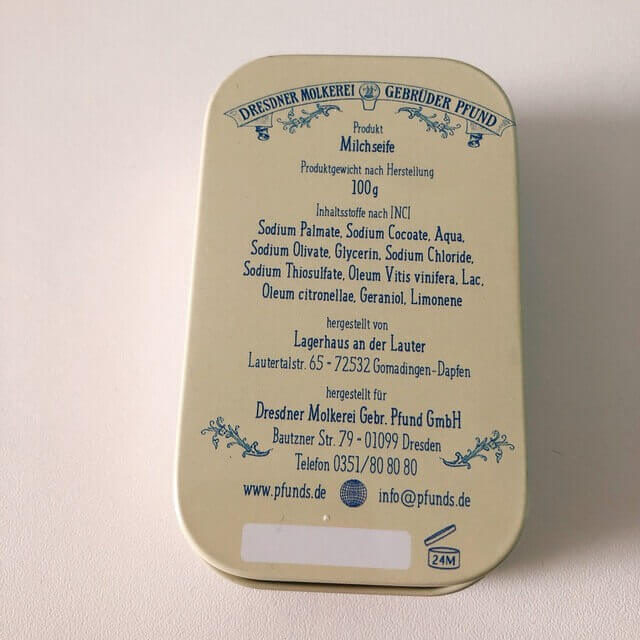 DRESDNER MOLKEREI GEBRÜDER PFUND
Produkt
Milchseife
Produktgewicht nach Herstellung
100g
Inhaltsstoffe nach INCI
Sodium Palmate, Sodium Cocoate, Aqua,
Sodium Olivate, Glycerin, Sodium Chloride,
Sodium Thiosulfate, Oleum Vitis vinifera, Lac,
Oleum citronellae, Geraniol, Limonene
hergestellt von
Lagerhaus an der Lauter
Lautertalstr. 65 - 72532 Gomadingen-Dapfen
hergestellt für
Dresdner Molkerei Gebr. Pfund GmbH
Bautzner Str. 79 - 01099 Dresden
Telefon 0351/80 80 80
www.pfunds.de info@pfunds.de
24M